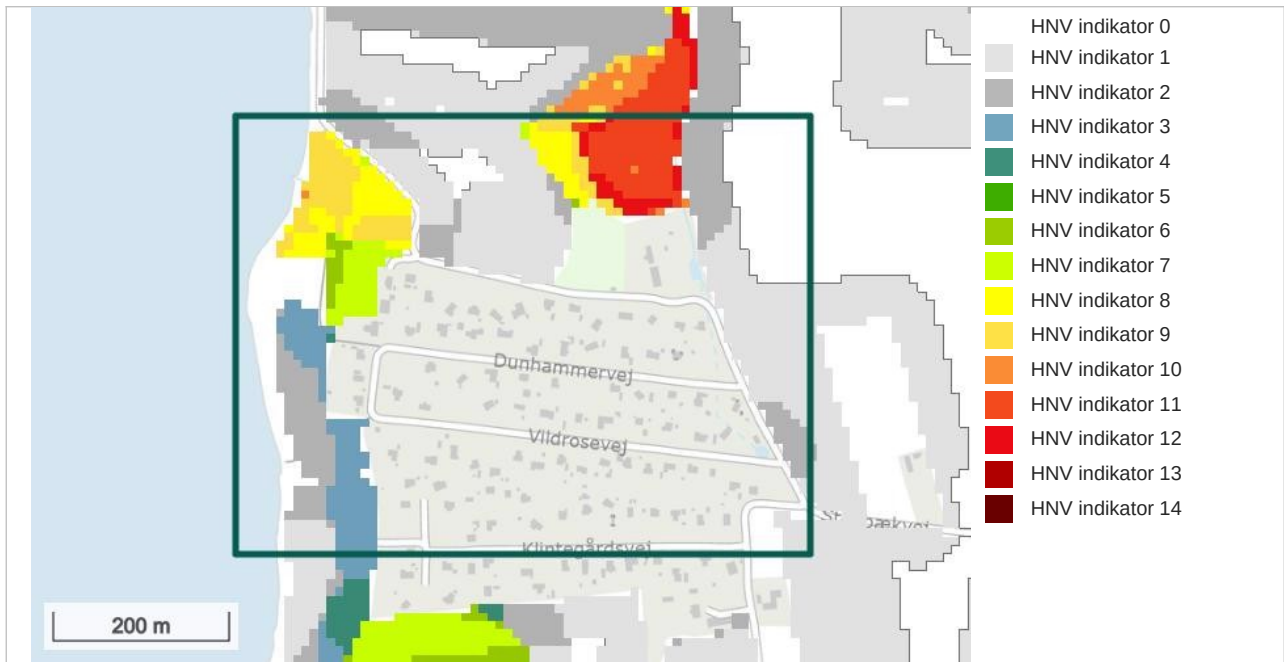 HNV indikator 0
HNV indikator 1
HNV indikator 2
HNV indikator 3
HNV indikator 4
HNV indikator 5
HNV indikator 6
HNV indikator 7
HNV indikator 8
HNV indikator 9
HNV indikator 10
HNV indikator 11
HNV indikator 12
HNV indikator 13
HNV indikator 14
Dunhammervej
Vildrosevej
Klintegårdsvej
200 m